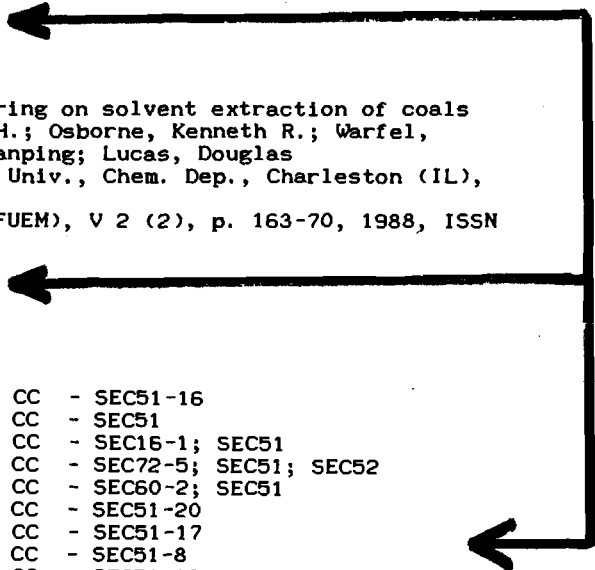 ring on solvent extraction of coals
H.; Osborne, Kenneth R.; Warfel,
anping; Lucas, Douglas
Univ., Chem. Dep., Charleston (IL),
FUEM), V 2 (2), p. 163-70, 1988, ISSN
CC - SEC51-16
CC - SEC51
CC - SEC16-1; SEC51
CC - SEC72-5; SEC51; SEC52
CC - SEC60-2; SEC51
CC - SEC51-20
CC - SEC51-17
CC - SEC51-8